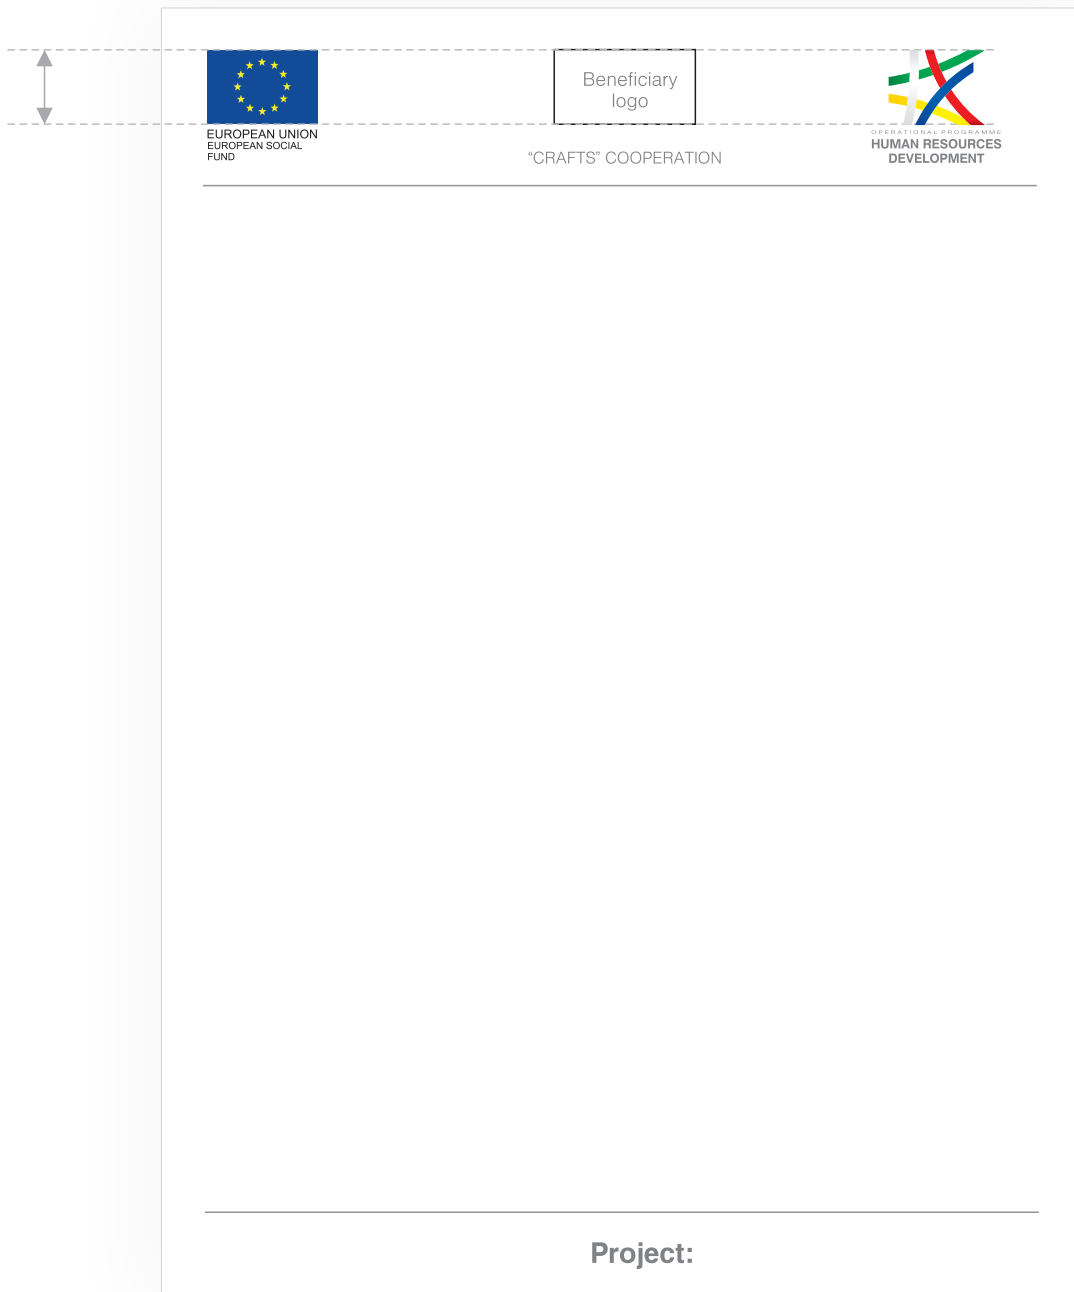 EUROPEAN UNION
EUROPEAN SOCIAL
FUND
Beneficiary
logo
“CRAFTS” COOPERATION
OPERATIONAL PROGRAMME
HUMAN RESOURCES
DEVELOPMENT
Project: